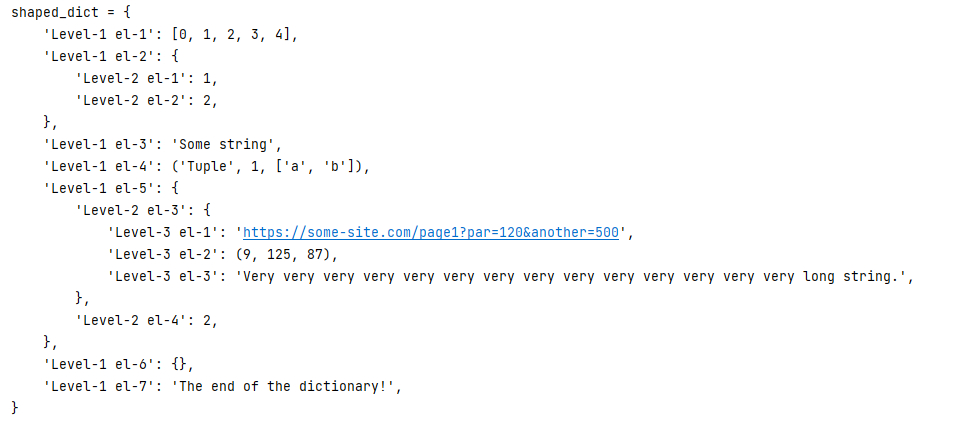 shaped_dict = {
    'Level-1 el-1': [0, 1, 2, 3, 4],
    'Level-1 el-2': {
        'Level-2 el-1': 1,
        'Level-2 el-2': 2,
    },
    'Level-1 el-3': 'Some string',
    'Level-1 el-4': ('Tuple', 1, ['a', 'b']),
    'Level-1 el-5': {
        'Level-2 el-3': {
            'Level-3 el-1': 'https://some-site.com/page1?par=120&another=500',
            'Level-3 el-2': (9, 125, 87),
            'Level-3 el-3': 'Very very very very very very very very very very very very very very long string.',
        },
        'Level-2 el-4': 2,
    },
    'Level-1 el-6': {},
    'Level-1 el-7': 'The end of the dictionary!',
}